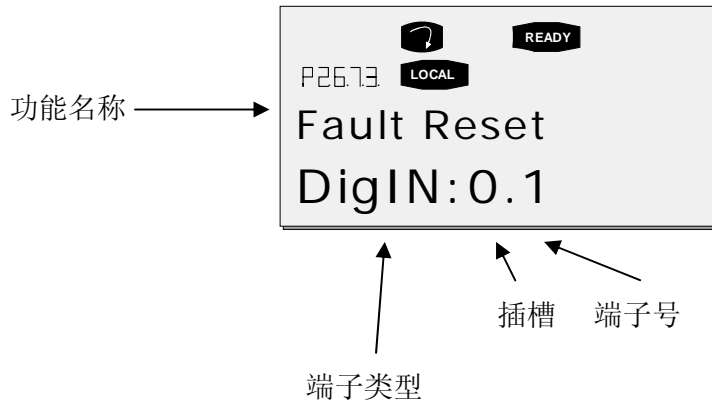 READY
P2.6.7.3. LOCAL
功能名称
Fault Reset
DigIN:0.1
插槽 端子号
端子类型